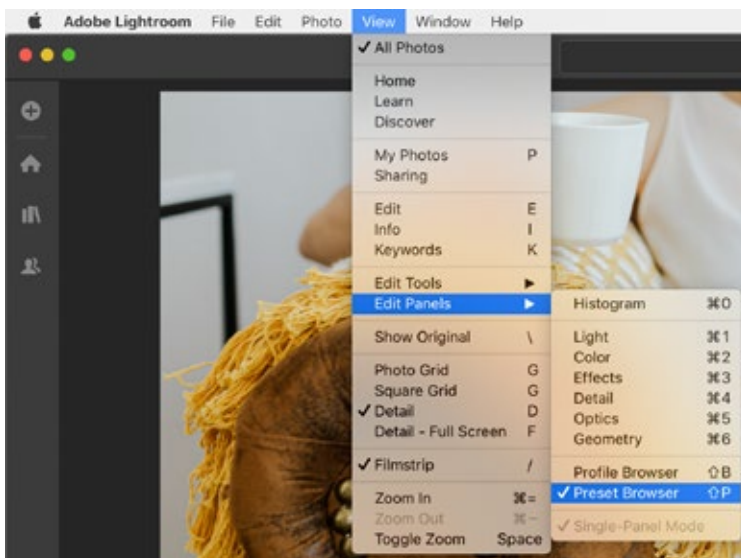 Adobe Lightroom File Edit Photo View Window Help
✓ All Photos
Home
Learn
Discover
My Photos P
Sharing
Edit E
Info I
Keywords K
Edit Tools ▶
Edit Panels ▶
Show Original \
Photo Grid G
Square Grid G
✓ Detail D
Detail - Full Screen F
✓ Filmstrip /
Zoom In ⌘=
Zoom Out ⌘−
Toggle Zoom Space
Histogram ⌘0
Light ⌘1
Color ⌘2
Effects ⌘3
Detail ⌘4
Optics ⌘5
Geometry ⌘6
Profile Browser ⇧B
✓ Preset Browser ⇧P
✓ Single-Panel Mode